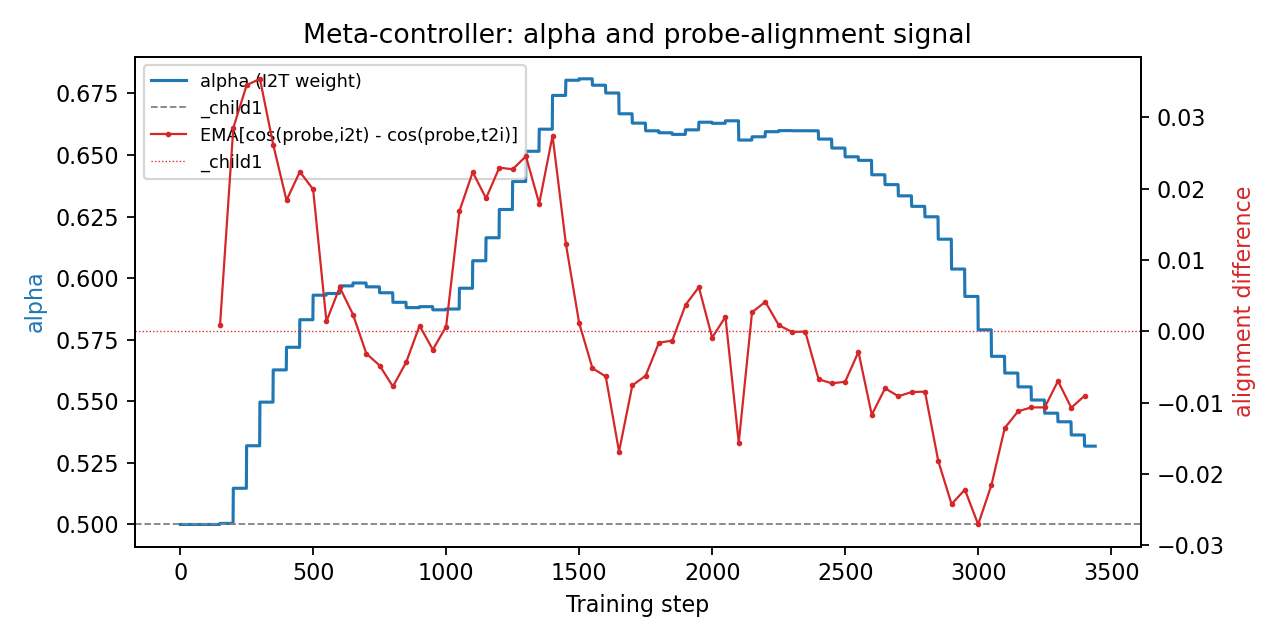 Meta-controller: alpha and probe-alignment signal
alpha (I2T weight)
_child1
EMA[cos(probe,i2t) - cos(probe,t2i)]
_child1
alpha
0.675
0.650
0.625
0.600
0.575
0.550
0.525
0.500
0.03
0.02
0.01
0.00
−0.01
−0.02
−0.03
alignment difference
0 500 1000 1500 2000 2500 3000 3500
Training step